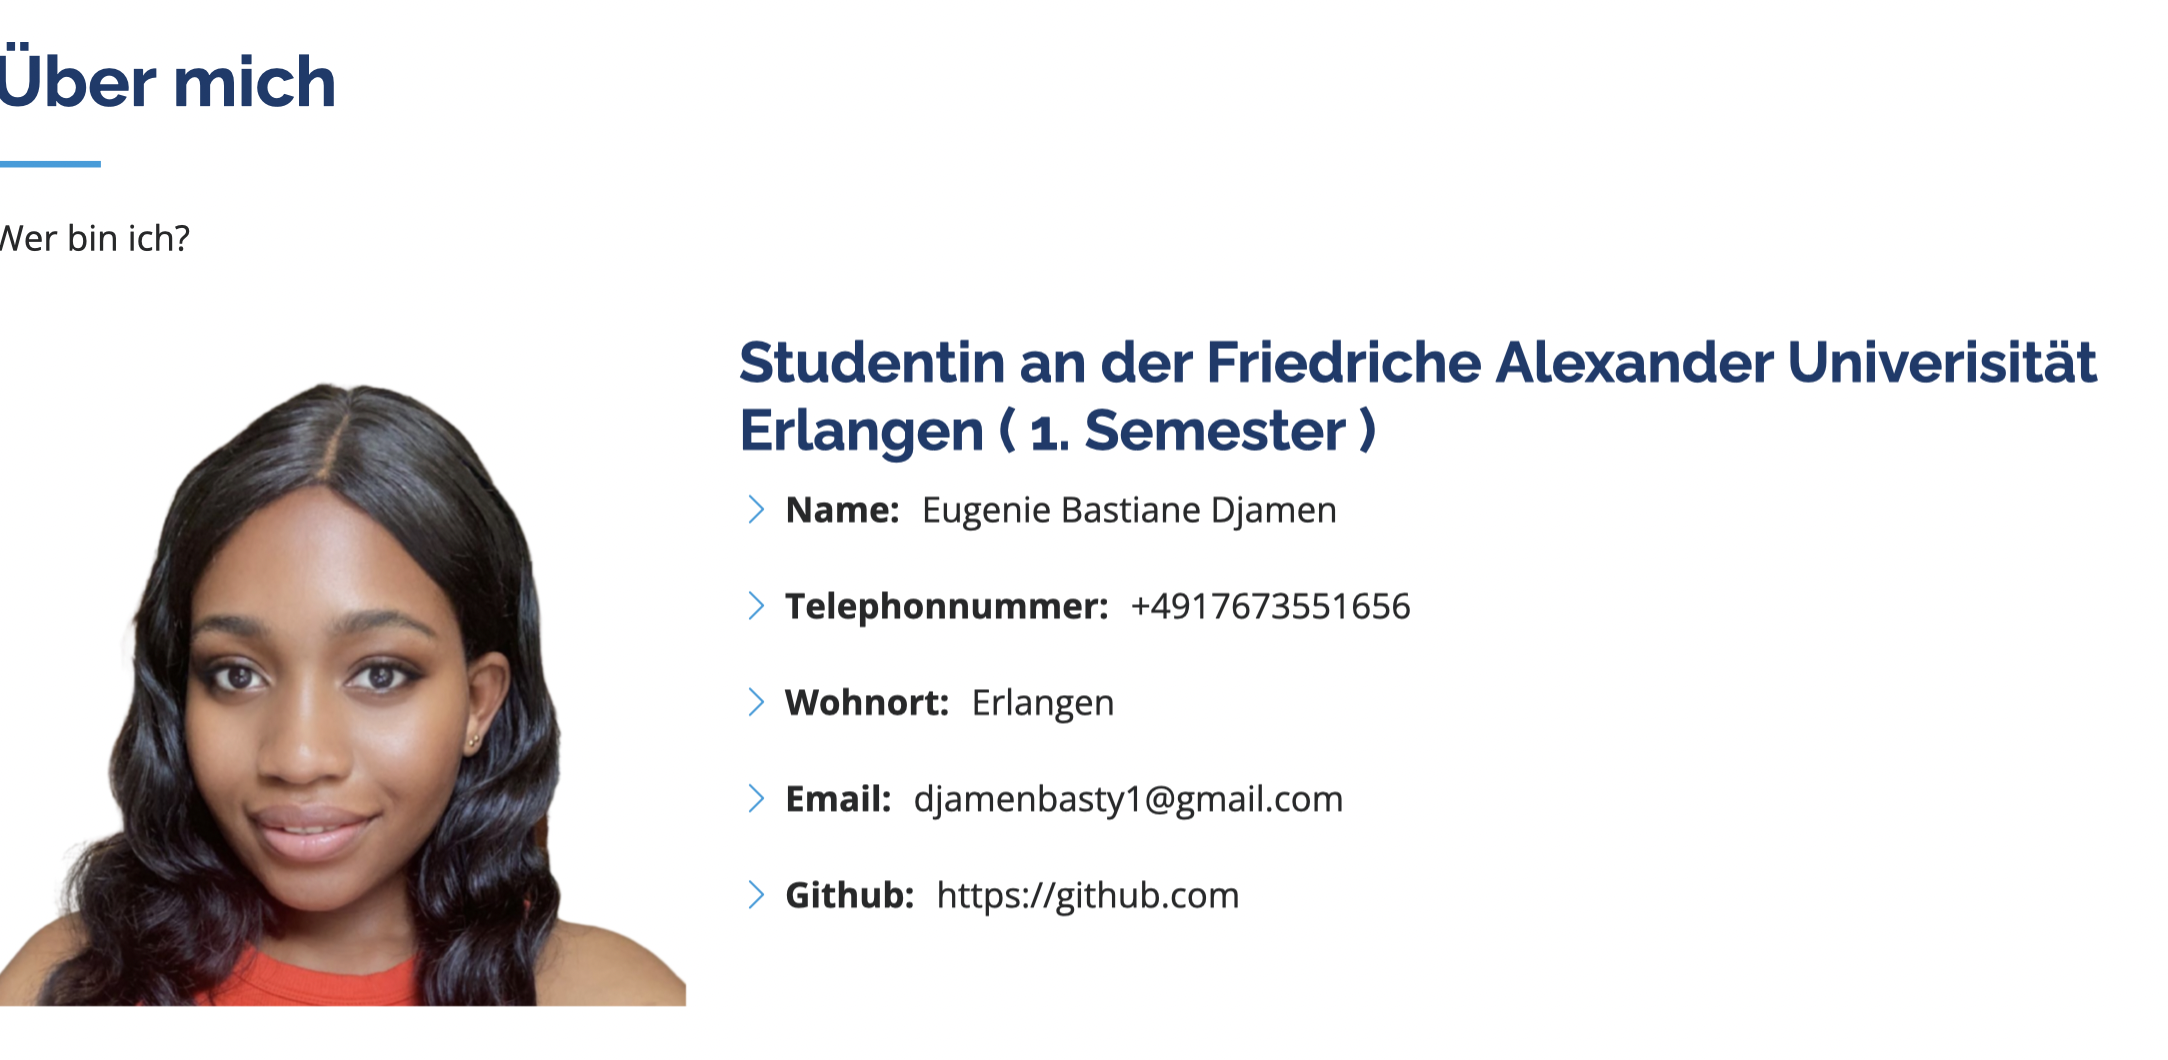 Über mich
Wer bin ich?
Studentin an der Friedriche Alexander Univerisität
Erlangen ( 1. Semester )
Name: Eugenie Bastiane Djamen
Telephonnummer: +4917673551656
Wohnort: Erlangen
Email: djamenbasty1@gmail.com
Github: https://github.com